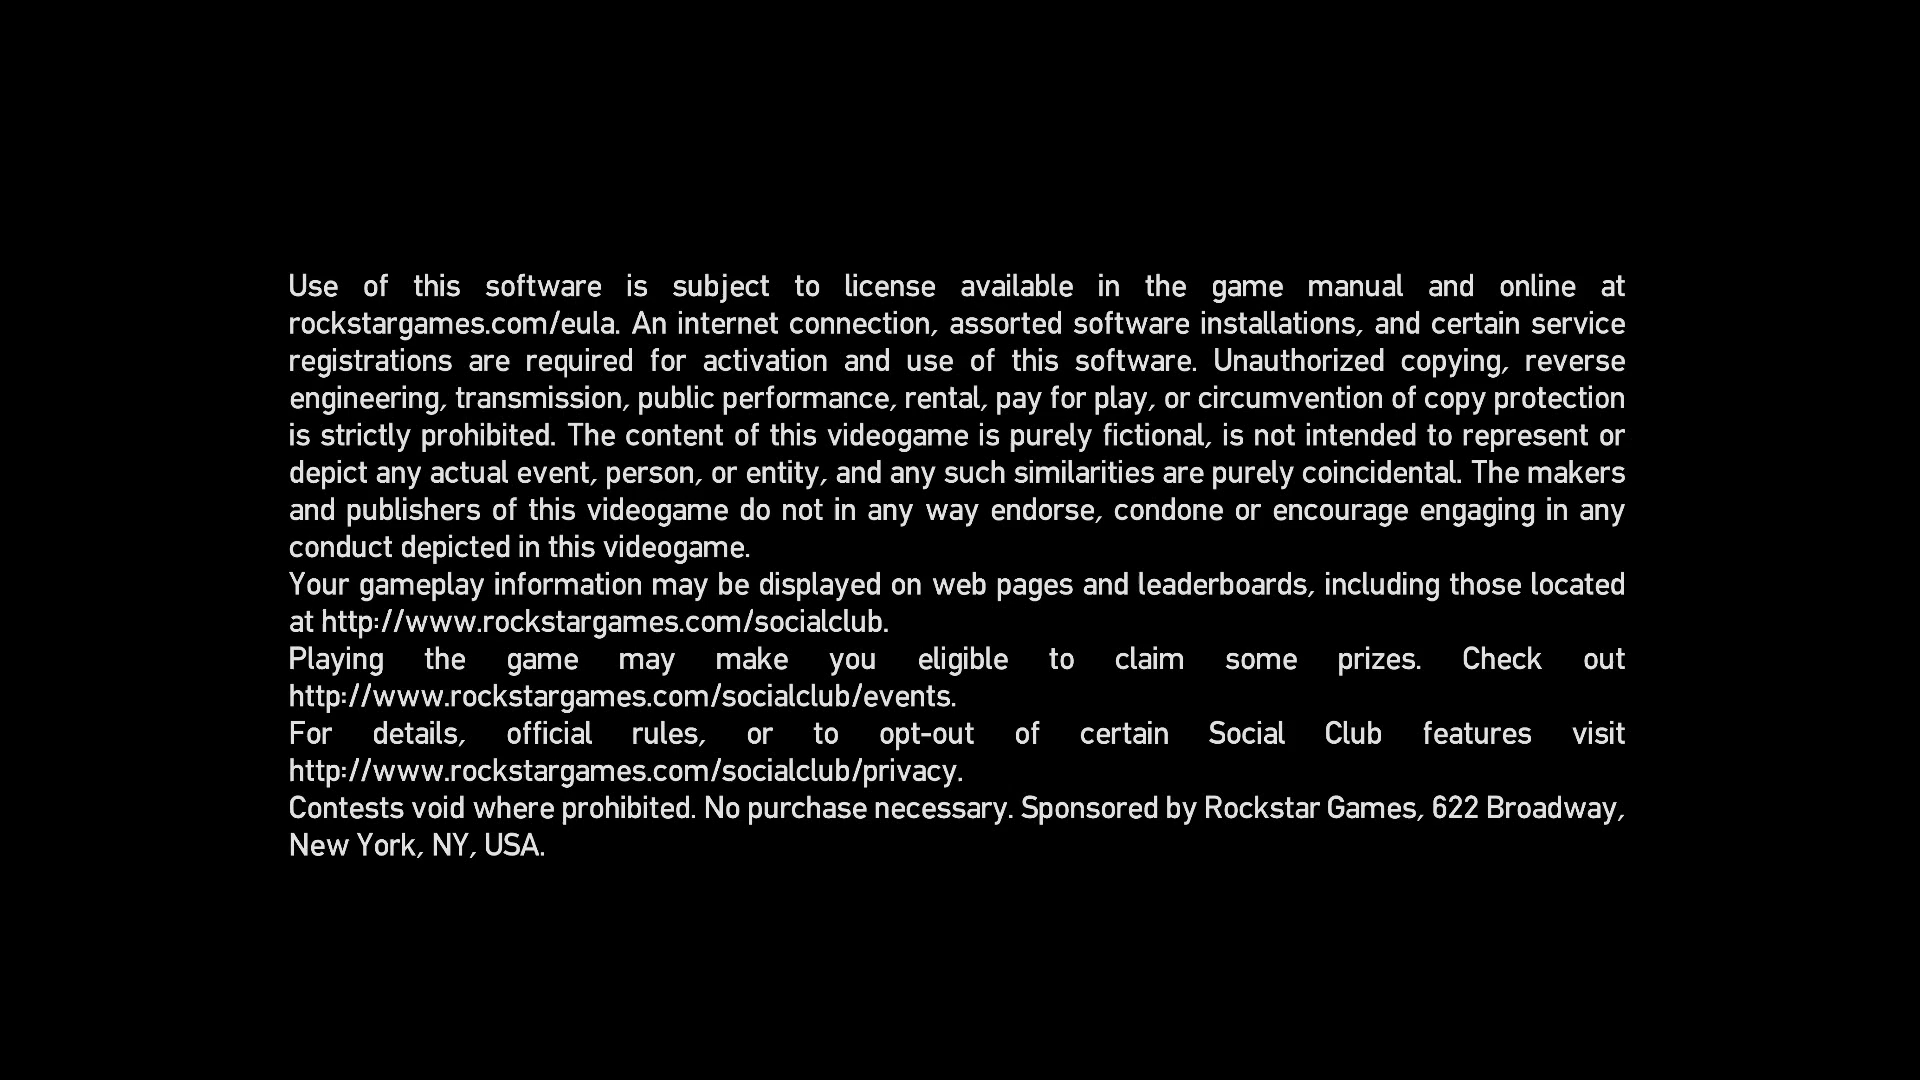 Use of this software is subject to license available in the game manual and online at
rockstargames.com/eula. An internet connection, assorted software installations, and certain service
registrations are required for activation and use of this software. Unauthorized copying, reverse
engineering, transmission, public performance, rental, pay for play, or circumvention of copy protection
is strictly prohibited. The content of this videogame is purely fictional, is not intended to represent or
depict any actual event, person, or entity, and any such similarities are purely coincidental. The makers
and publishers of this videogame do not in any way endorse, condone or encourage engaging in any
conduct depicted in this videogame.
Your gameplay information may be displayed on web pages and leaderboards, including those located
at http://www.rockstargames.com/socialclub.
Playing the game may make you eligible to claim some prizes. Check out
http://www.rockstargames.com/socialclub/events.
For details, official rules, or to opt-out of certain Social Club features visit
http://www.rockstargames.com/socialclub/privacy.
Contests void where prohibited. No purchase necessary. Sponsored by Rockstar Games, 622 Broadway,
New York, NY, USA.